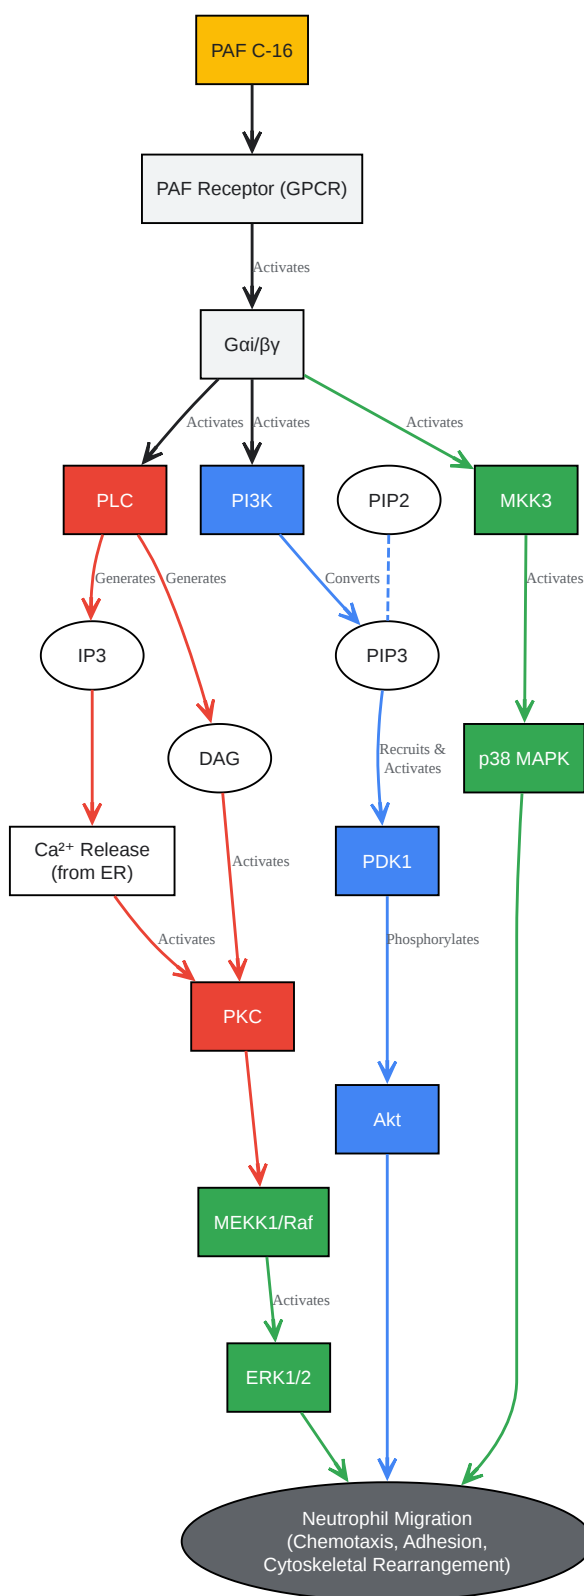 PAF C-16
PAF Receptor (GPCR)
Activates
Gαi/βγ
Activates
Activates
Activates
PLC
PI3K
PIP2
MKK3
Generates
Generates
Converts
Activates
IP3
PIP3
DAG
Recruits &
Activates
p38 MAPK
Ca²⁺ Release
(from ER)
Activates
PDK1
Activates
Phosphorylates
PKC
Akt
MEKK1/Raf
Activates
ERK1/2
Neutrophil Migration
(Chemotaxis, Adhesion,
Cytoskeletal Rearrangement)